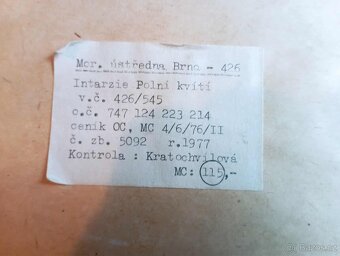 Mor. ústředna Brno - 426
Intarzie Polní kvítí
v.č. 426/545
c.č. 747 124 223 214
ceník OC, MC 4/6/76/II
č. zb. 5092 r.1977
Kontrola : Kratochvílová
MC: 115,-